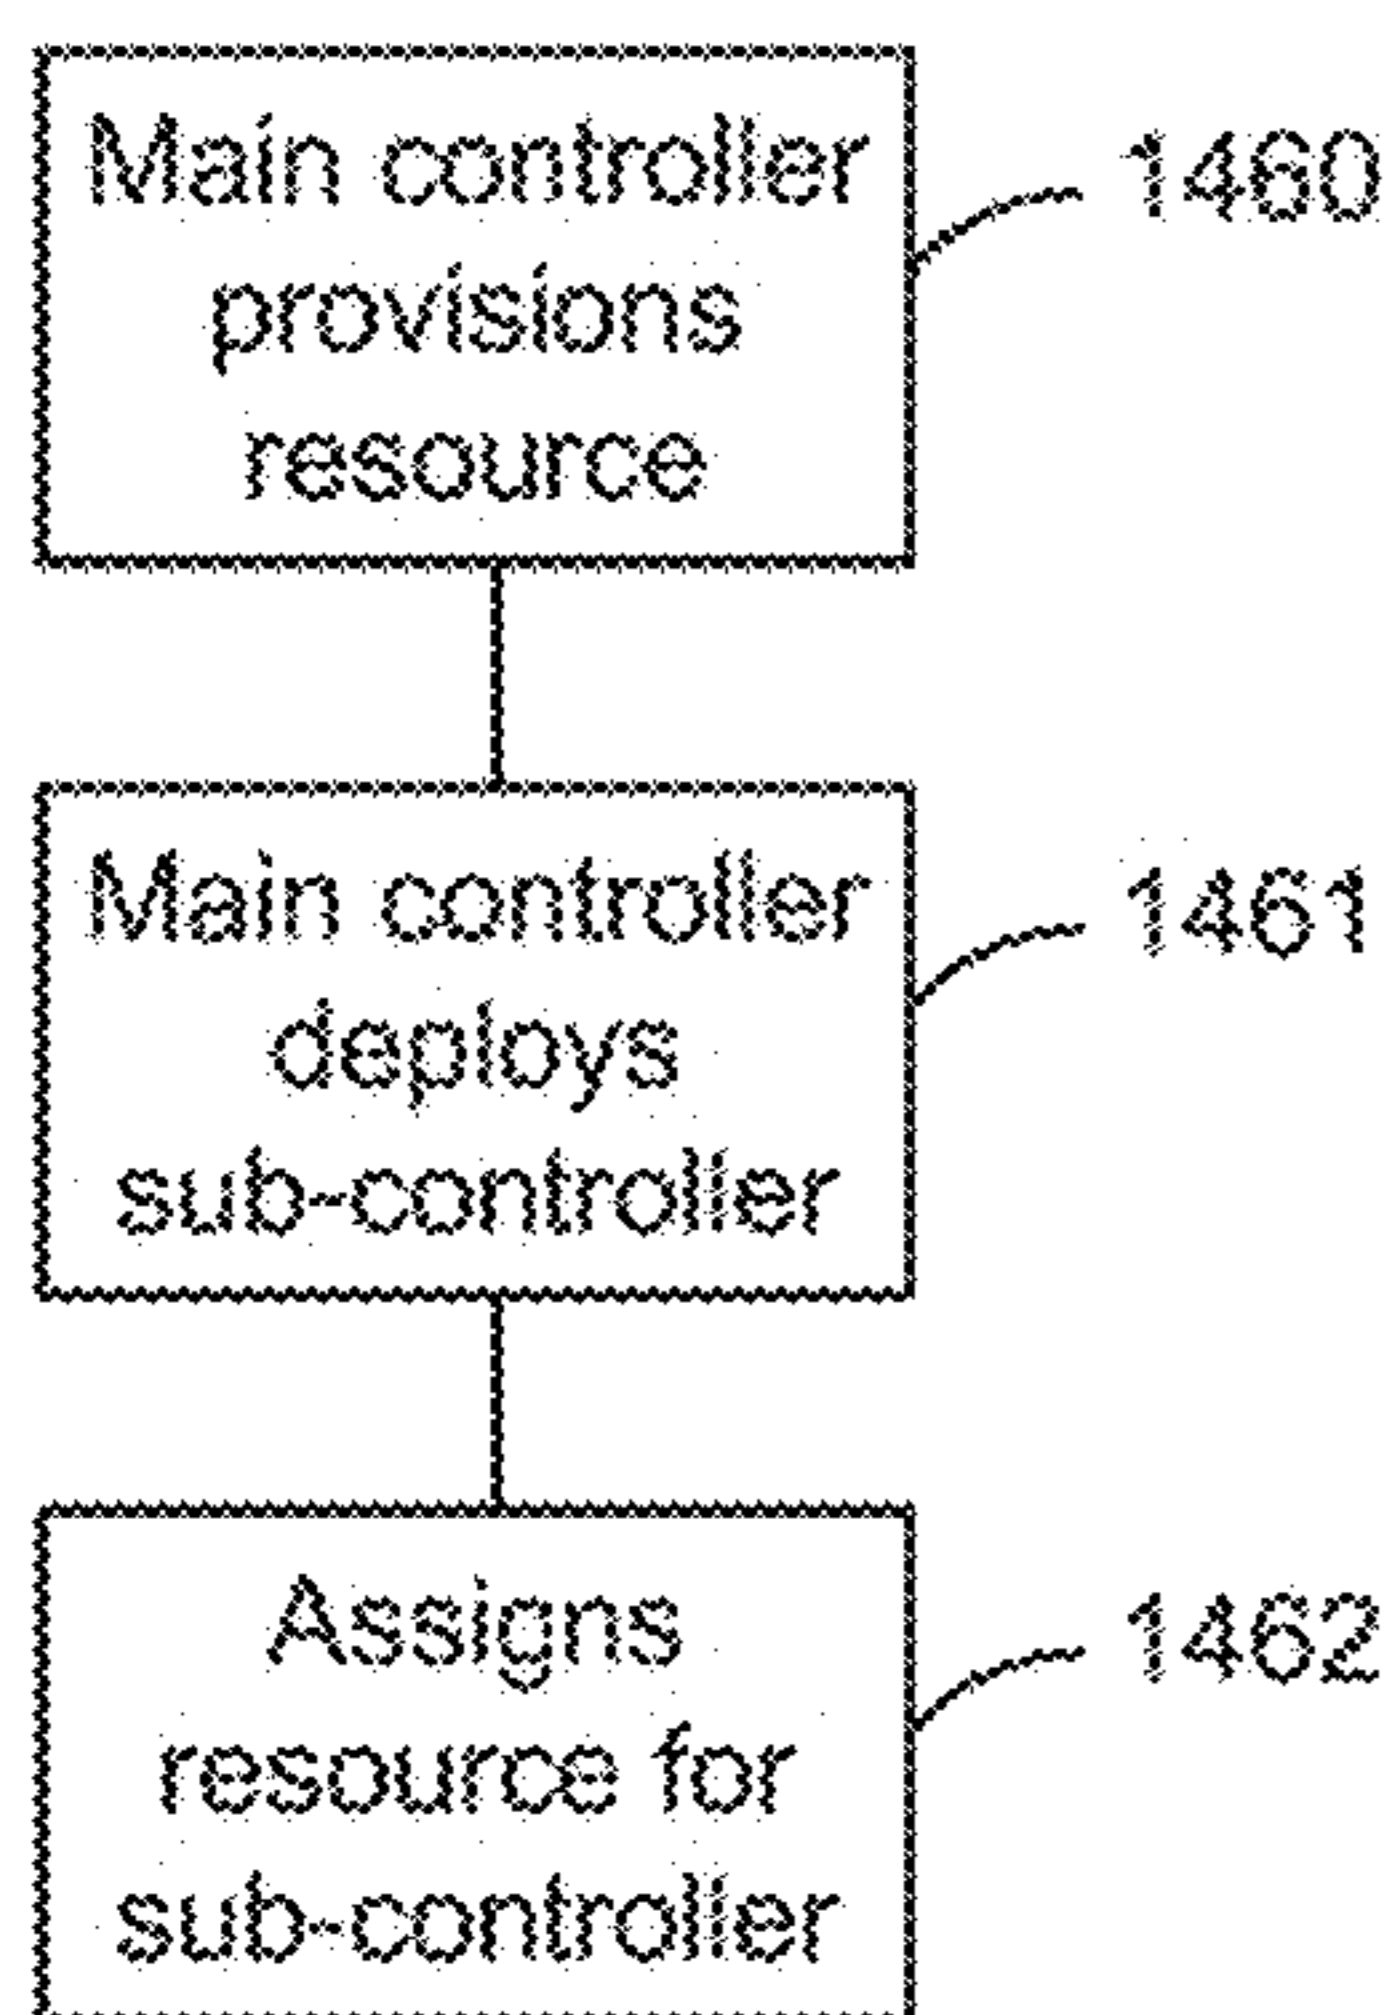 Main controller
provisions
resource
1460
Main controller
deploys
sub-controller
1461
Assigns
resource for
sub-controller
1462